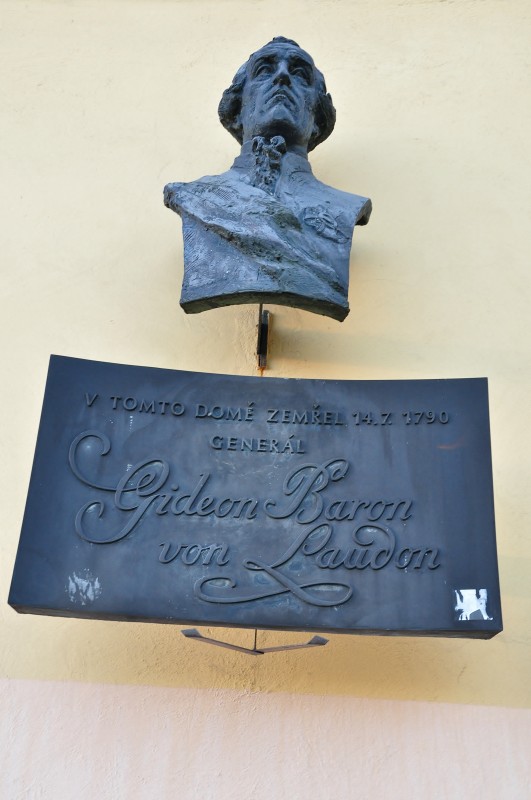 V TOMTO DOMĚ ZEMŘEL 14.7. 1790
GENERÁL
Gideon Baron
von Laudon